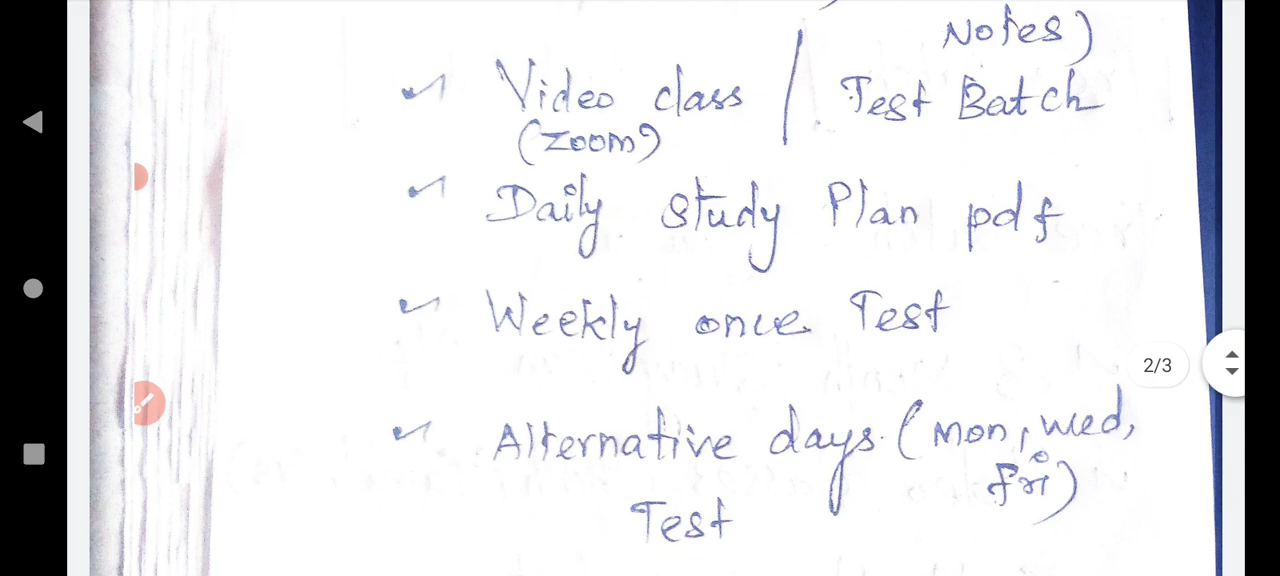 Notes)
✓ Video class / Test Batch
(Zoom)
✓ Daily study Plan pdf
✓ Weekly once Test
2/3
✓ Alternative days (Mon, Wed,
Fri)
Test